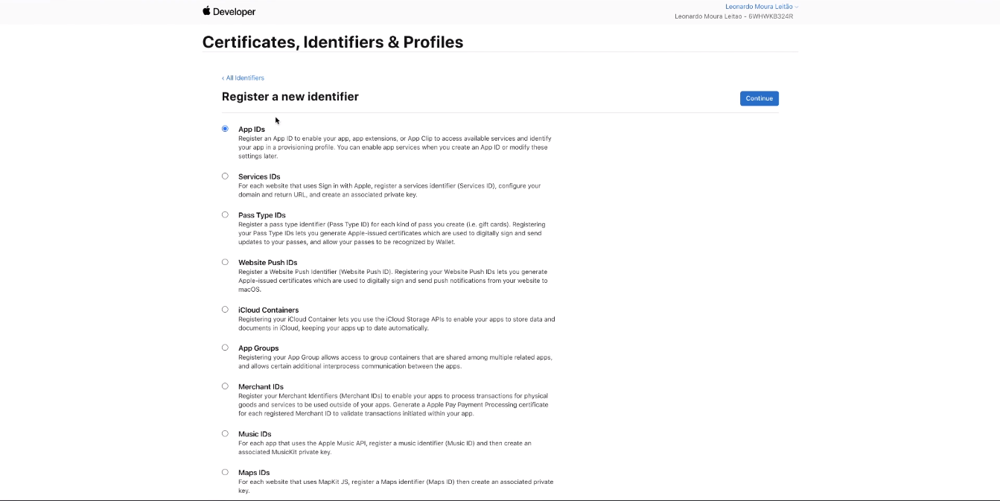 Developer
Leonardo Moura Leitão
Leonardo Moura Leitao - 6WHWKB324R
Certificates, Identifiers & Profiles
‹ All Identifiers
Register a new identifier
Continue
App IDs
Register an App ID to enable your app, app extensions, or App Clip to access available services and identify
your app in a provisioning profile. You can enable app services when you create an App ID or modify these
settings later.
Services IDs
For each website that uses Sign in with Apple, register a services identifier (Services ID), configure your
domain and return URL, and create an associated private key.
Pass Type IDs
Register a pass type identifier (Pass Type ID) for each kind of pass you create (i.e. gift cards). Registering
your Pass Type IDs lets you generate Apple-issued certificates which are used to digitally sign and send
updates to your passes, and allow your passes to be recognized by Wallet.
Website Push IDs
Register a Website Push Identifier (Website Push ID). Registering your Website Push IDs lets you generate
Apple-issued certificates which are used to digitally sign and send push notifications from your website to
macOS.
iCloud Containers
Registering your iCloud Container lets you use the iCloud Storage APIs to enable your apps to store data and
documents in iCloud, keeping your apps up to date automatically.
App Groups
Registering your App Group allows access to group containers that are shared among multiple related apps,
and allows certain additional interprocess communication between the apps.
Merchant IDs
Register your Merchant Identifiers (Merchant IDs) to enable your apps to process transactions for physical
goods and services to be used outside of your apps. Generate a Apple Pay Payment Processing certificate
for each registered Merchant ID to validate transactions initiated within your app.
Music IDs
For each app that uses the Apple Music API, register a music identifier (Music ID) and then create an
associated MusicKit private key.
Maps IDs
For each website that uses MapKit JS, register a Maps identifier (Maps ID) then create an associated private
key.